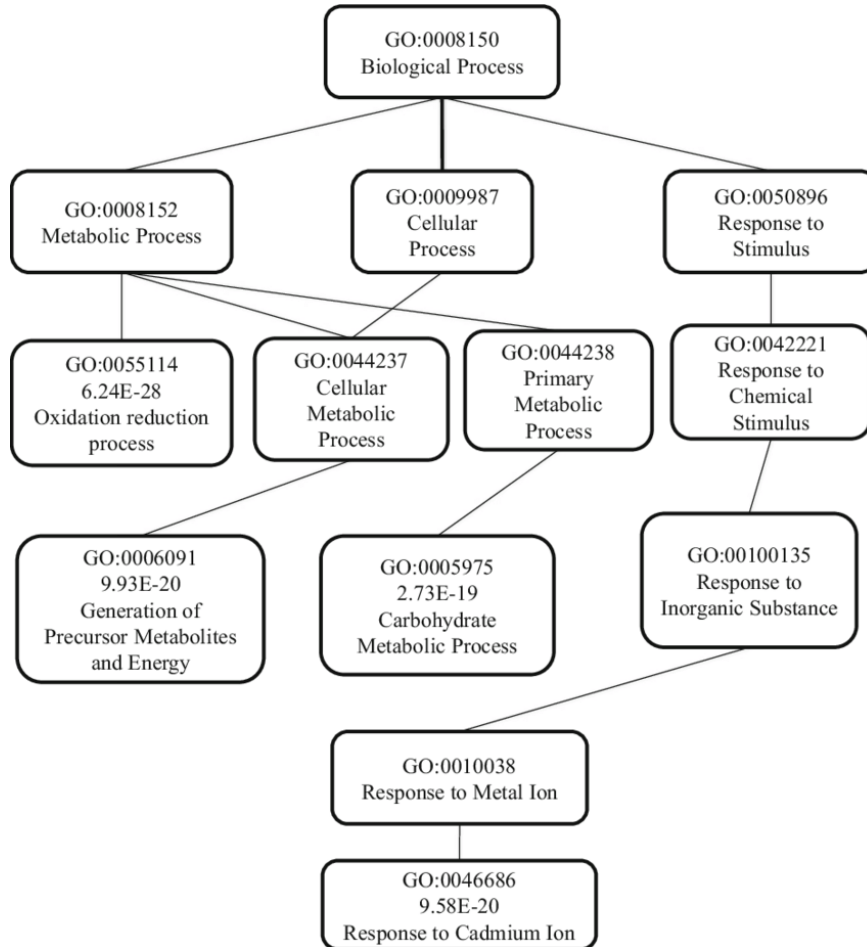 GO:0008150
Biological Process
GO:0008152
Metabolic Process
GO:0009987
Cellular
Process
GO:0050896
Response to
Stimulus
GO:0055114
6.24E-28
Oxidation reduction
process
GO:0044237
Cellular
Metabolic
Process
GO:0044238
Primary
Metabolic
Process
GO:0042221
Response to
Chemical
Stimulus
GO:0006091
9.93E-20
Generation of
Precursor Metabolites
and Energy
GO:0005975
2.73E-19
Carbohydrate
Metabolic Process
GO:00100135
Response to
Inorganic Substance
GO:0010038
Response to Metal Ion
GO:0046686
9.58E-20
Response to Cadmium Ion